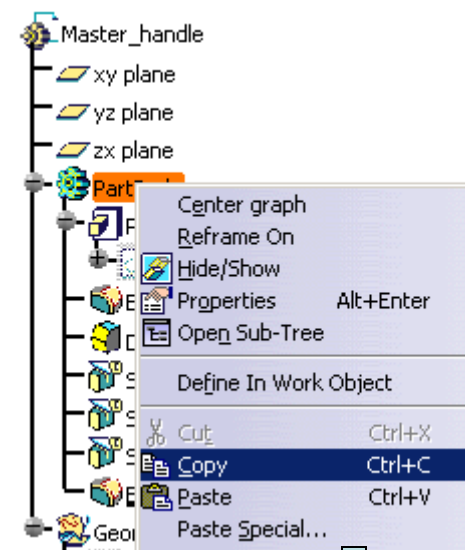 Master_handle
xy plane
yz plane
zx plane
Part
Center graph
Reframe On
Hide/Show
Properties Alt+Enter
Open Sub-Tree
Define In Work Object
Cut Ctrl+X
Copy Ctrl+C
Paste Ctrl+V
Paste Special...